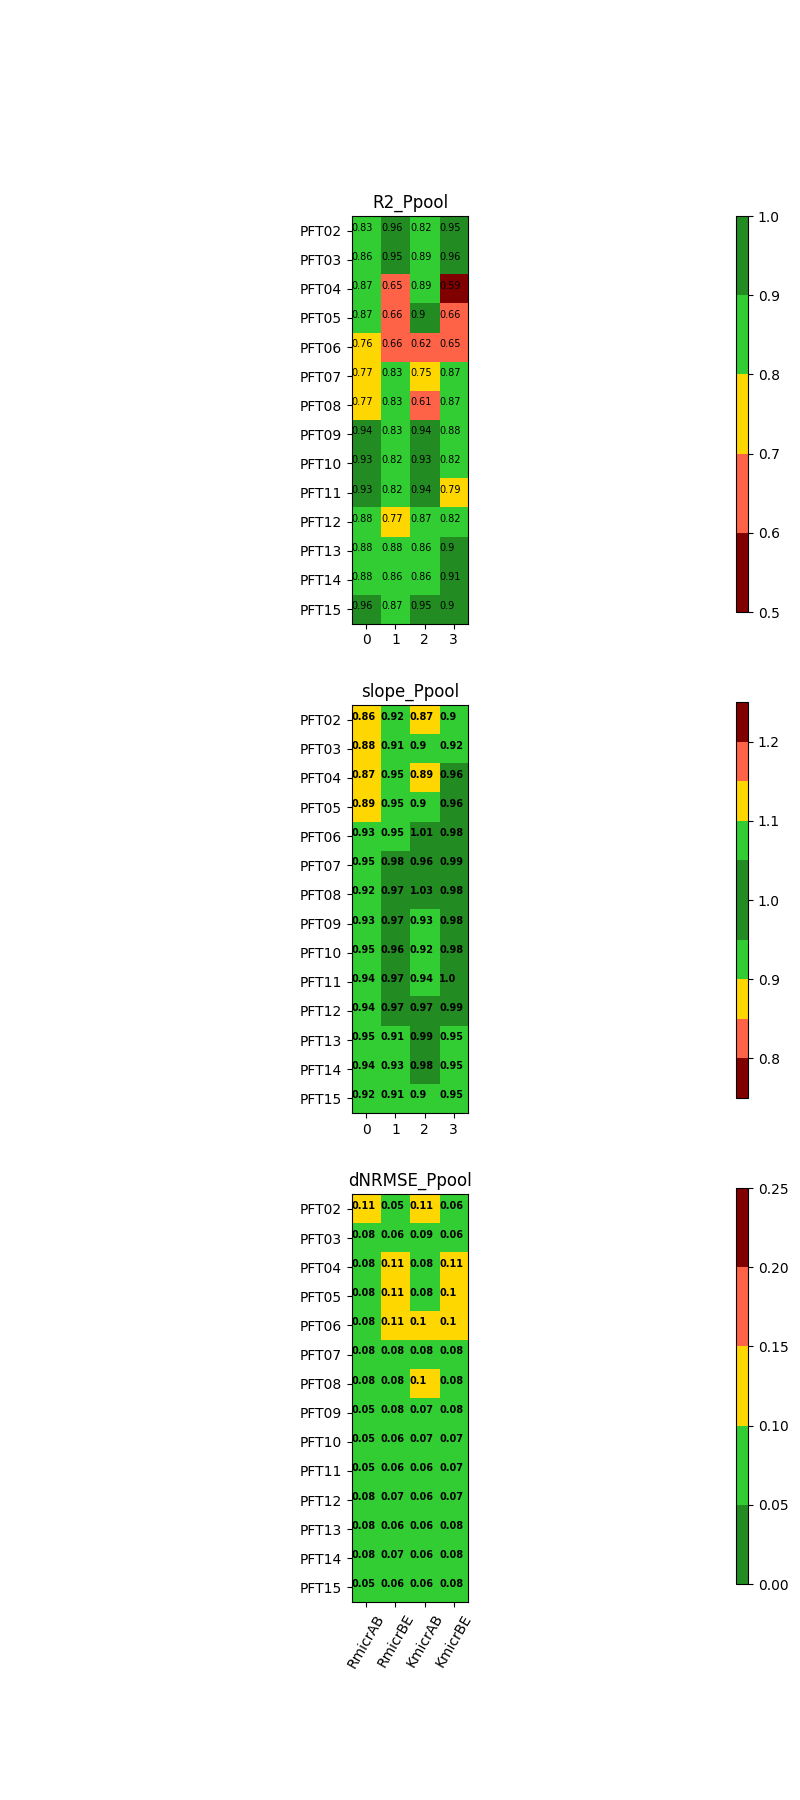 R2_Ppool
PFT02 0.83 0.96 0.82 0.95
PFT03 0.86 0.95 0.89 0.96
PFT04 0.87 0.65 0.89 0.59
PFT05 0.87 0.66 0.9 0.66
PFT06 0.76 0.66 0.62 0.65
PFT07 0.77 0.83 0.75 0.87
PFT08 0.77 0.83 0.61 0.87
PFT09 0.94 0.83 0.94 0.88
PFT10 0.93 0.82 0.93 0.82
PFT11 0.93 0.82 0.94 0.79
PFT12 0.88 0.77 0.87 0.82
PFT13 0.88 0.88 0.86 0.9
PFT14 0.88 0.86 0.86 0.91
PFT15 0.96 0.87 0.95 0.9
0 1 2 3
1.0
0.9
0.8
0.7
0.6
0.5
slope_Ppool
PFT02 0.86 0.92 0.87 0.9
PFT03 0.88 0.91 0.9 0.92
PFT04 0.87 0.95 0.89 0.96
PFT05 0.89 0.95 0.9 0.96
PFT06 0.93 0.95 1.01 0.98
PFT07 0.95 0.98 0.96 0.99
PFT08 0.92 0.97 1.03 0.98
PFT09 0.93 0.97 0.93 0.98
PFT10 0.95 0.96 0.92 0.98
PFT11 0.94 0.97 0.94 1.0
PFT12 0.94 0.97 0.97 0.99
PFT13 0.95 0.91 0.99 0.95
PFT14 0.94 0.93 0.98 0.95
PFT15 0.92 0.91 0.9 0.95
0 1 2 3
1.2
1.1
1.0
0.9
0.8
dNRMSE_Ppool
PFT02 0.11 0.05 0.11 0.06
PFT03 0.08 0.06 0.09 0.06
PFT04 0.08 0.11 0.08 0.11
PFT05 0.08 0.11 0.08 0.1
PFT06 0.08 0.11 0.1 0.1
PFT07 0.08 0.08 0.08 0.08
PFT08 0.08 0.08 0.1 0.08
PFT09 0.05 0.08 0.07 0.08
PFT10 0.05 0.06 0.07 0.07
PFT11 0.05 0.06 0.06 0.07
PFT12 0.08 0.07 0.06 0.07
PFT13 0.08 0.06 0.06 0.08
PFT14 0.08 0.07 0.06 0.08
PFT15 0.05 0.06 0.06 0.08
RmicrAB RmicrBE KmicrAB KmicrBE
0.25
0.20
0.15
0.10
0.05
0.00